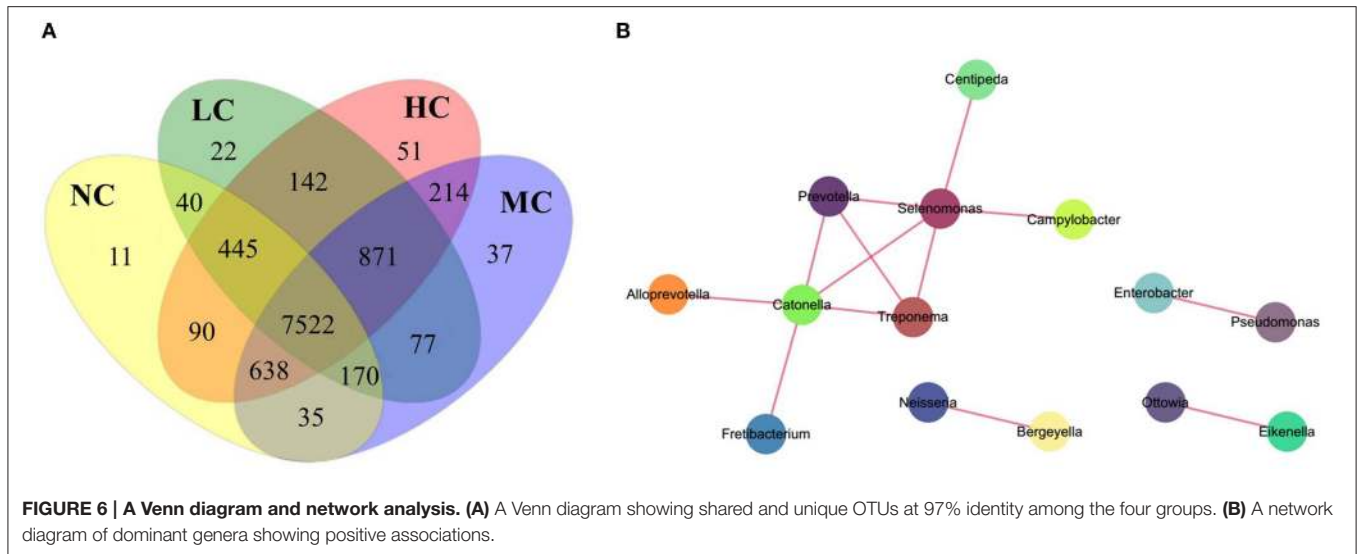 A
B
LC
HC
NC
MC
22
51
142
214
40
11
445
871
37
90
7522
77
638
170
35
Centipeda
Prevotella
Selenomonas
Campylobacter
Alloprevotella
Catonella
Treponema
Enterobacter
Pseudomonas
Fretibacterium
Neisseria
Bergeyella
Ottowia
Eikenella
FIGURE 6 | A Venn diagram and network analysis. (A) A Venn diagram showing shared and unique OTUs at 97% identity among the four groups. (B) A network
diagram of dominant genera showing positive associations.